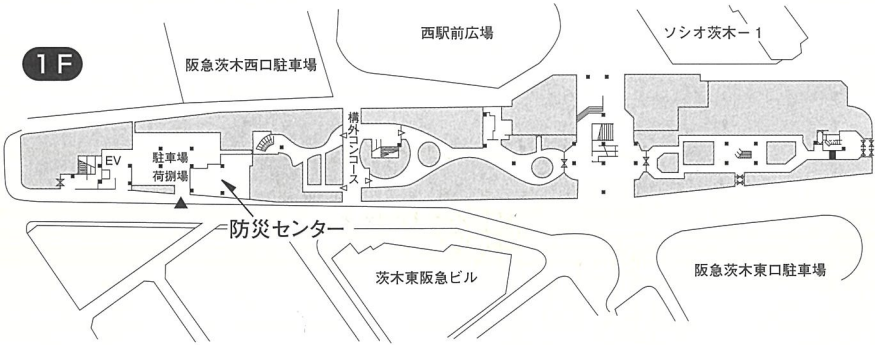 1F
阪急茨木西口駐車場
西駅前広場
ソシオ茨木ー1
構外コンコース
EV
駐車場
荷捌場
防災センター
茨木東阪急ビル
阪急茨木東口駐車場